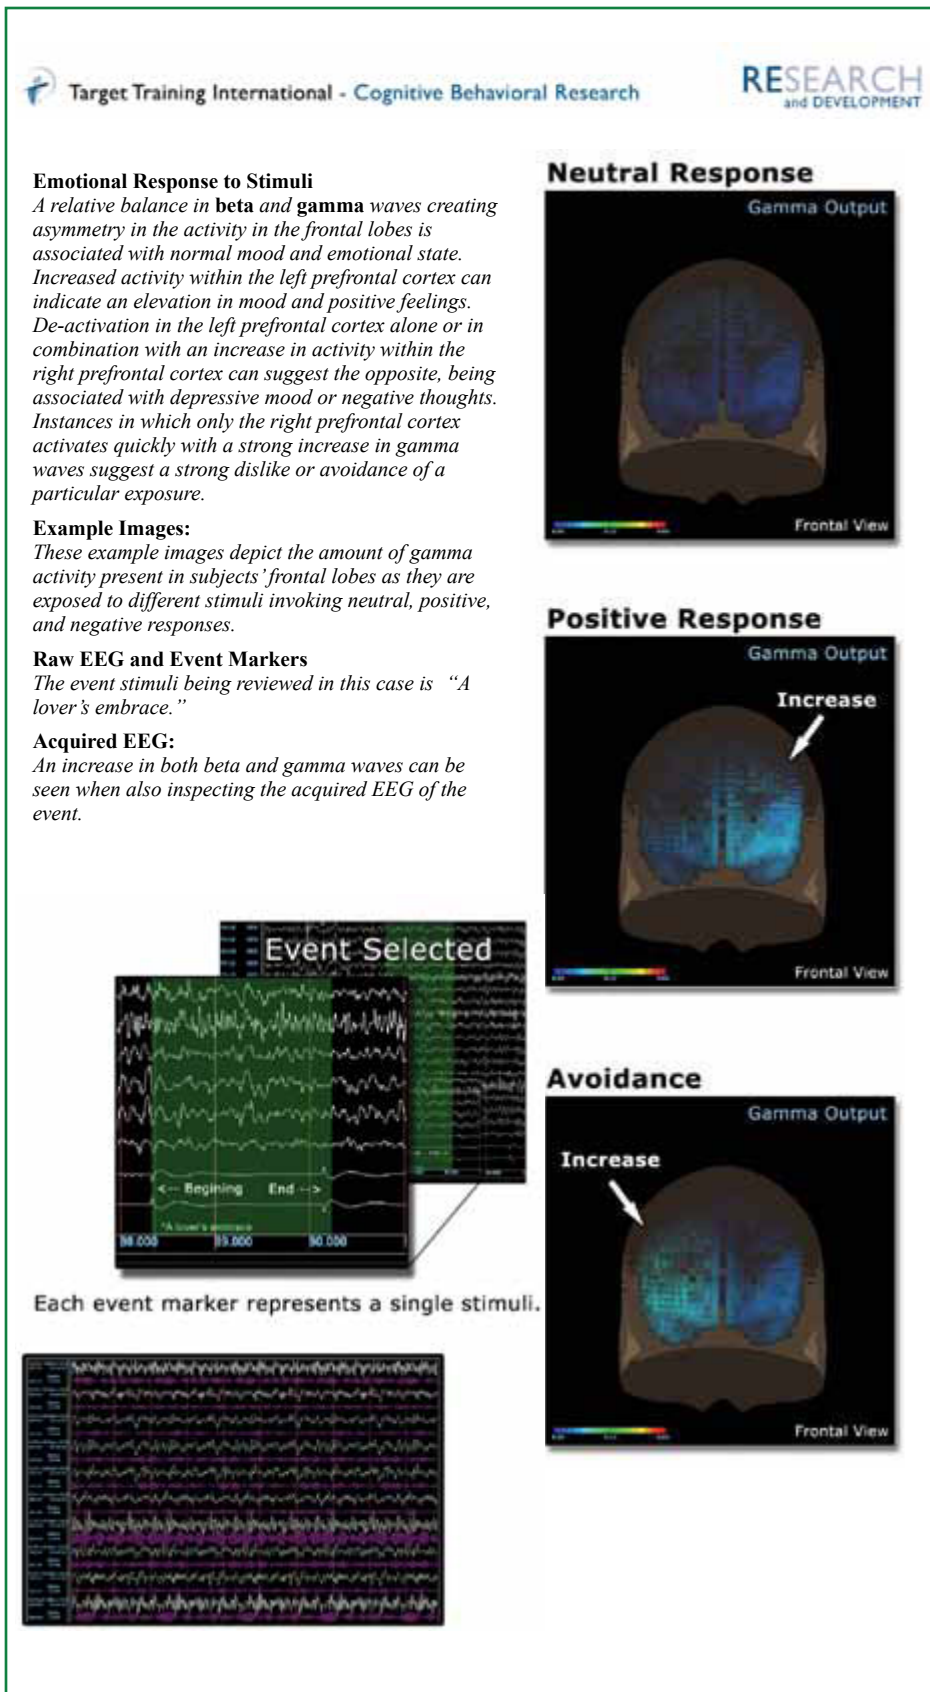 Target Training International - Cognitive Behavioral Research
RESEARCH
and DEVELOPMENT
Emotional Response to Stimuli
A relative balance in beta and gamma waves creating
asymmetry in the activity in the frontal lobes is
associated with normal mood and emotional state.
Increased activity within the left prefrontal cortex can
indicate an elevation in mood and positive feelings.
De-activation in the left prefrontal cortex alone or in
combination with an increase in activity within the
right prefrontal cortex can suggest the opposite, being
associated with depressive mood or negative thoughts.
Instances in which only the right prefrontal cortex
activates quickly with a strong increase in gamma
waves suggest a strong dislike or avoidance of a
particular exposure.
Example Images:
These example images depict the amount of gamma
activity present in subjects’ frontal lobes as they are
exposed to different stimuli invoking neutral, positive,
and negative responses.
Raw EEG and Event Markers
The event stimuli being reviewed in this case is “A
lover’s embrace.”
Acquired EEG:
An increase in both beta and gamma waves can be
seen when also inspecting the acquired EEG of the
event.
Neutral Response
Gamma Output
Frontal View
Positive Response
Gamma Output
Increase
Frontal View
Avoidance
Gamma Output
Increase
Frontal View
Event Selected
<--- Begining End --->
"A lover's embrace
88.000 89.000 90.000
Each event marker represents a single stimuli.